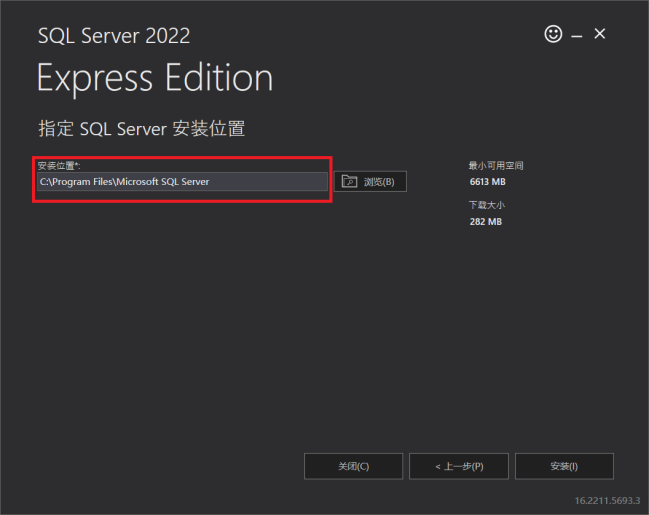 SQL Server 2022
Express Edition
指定 SQL Server 安装位置
安装位置*:
C:\Program Files\Microsoft SQL Server
浏览(B)
最小可用空间
6613 MB
下载大小
282 MB
关闭(C)
< 上一步(P)
安装(I)
16.2211.5693.3